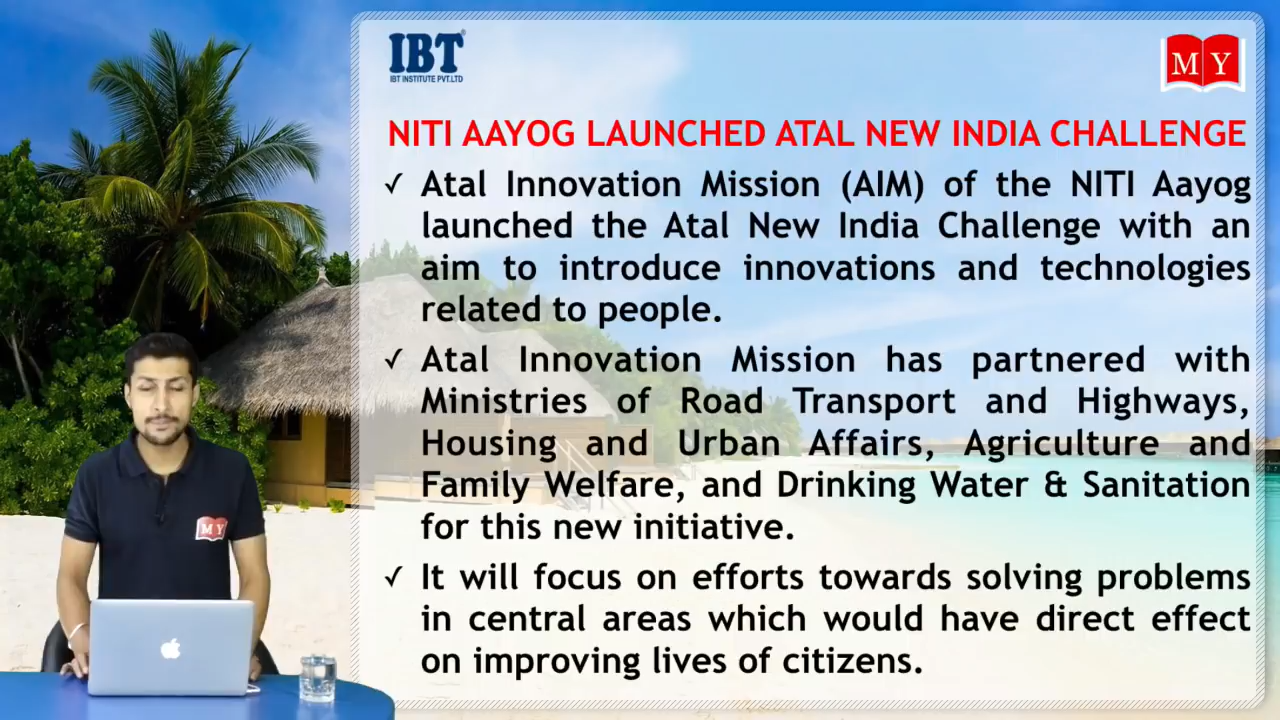 IBT
IBT INSTITUTE PVT.LTD
M Y
NITI AAYOG LAUNCHED ATAL NEW INDIA CHALLENGE
✓ Atal Innovation Mission (AIM) of the NITI Aayog
launched the Atal New India Challenge with an
aim to introduce innovations and technologies
related to people.
✓ Atal Innovation Mission has partnered with
Ministries of Road Transport and Highways,
Housing and Urban Affairs, Agriculture and
Family Welfare, and Drinking Water & Sanitation
for this new initiative.
✓ It will focus on efforts towards solving problems
in central areas which would have direct effect
on improving lives of citizens.
MY